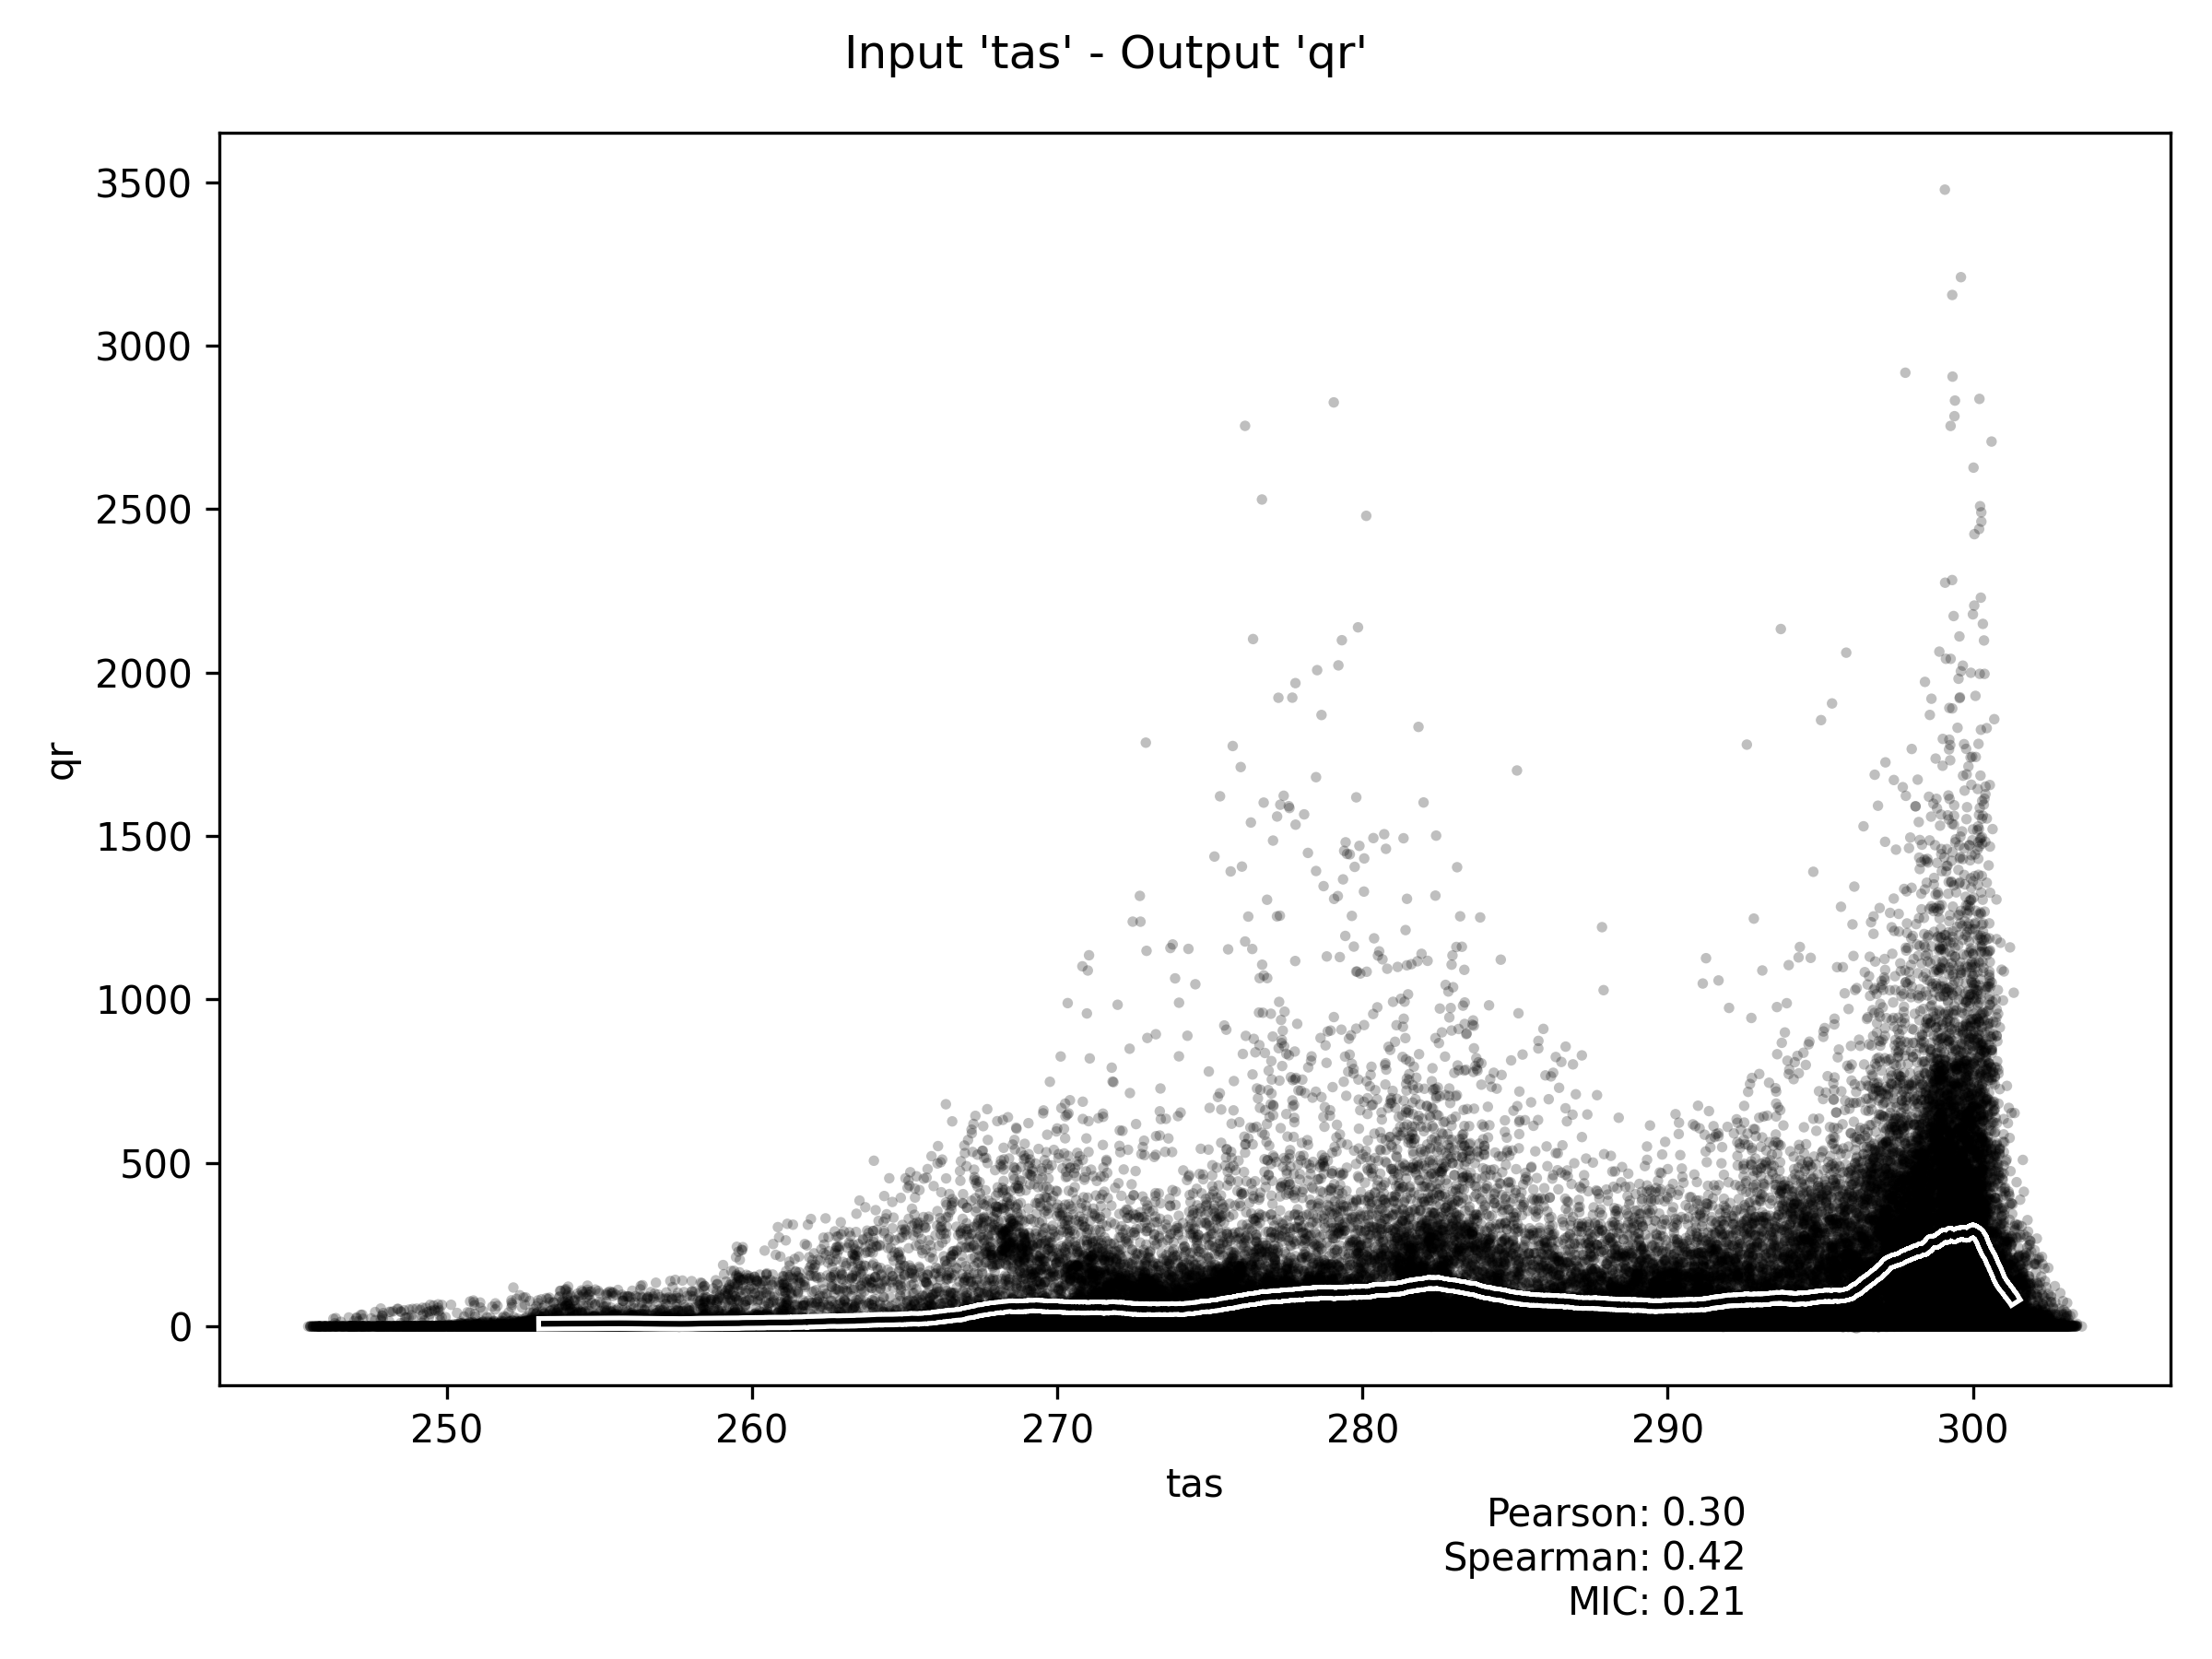 Input 'tas' - Output 'qr'
3500
3000
2500
2000
1500
1000
500
0
qr
250 260 270 280 290 300
tas
Pearson: 0.30
Spearman: 0.42
MIC: 0.21